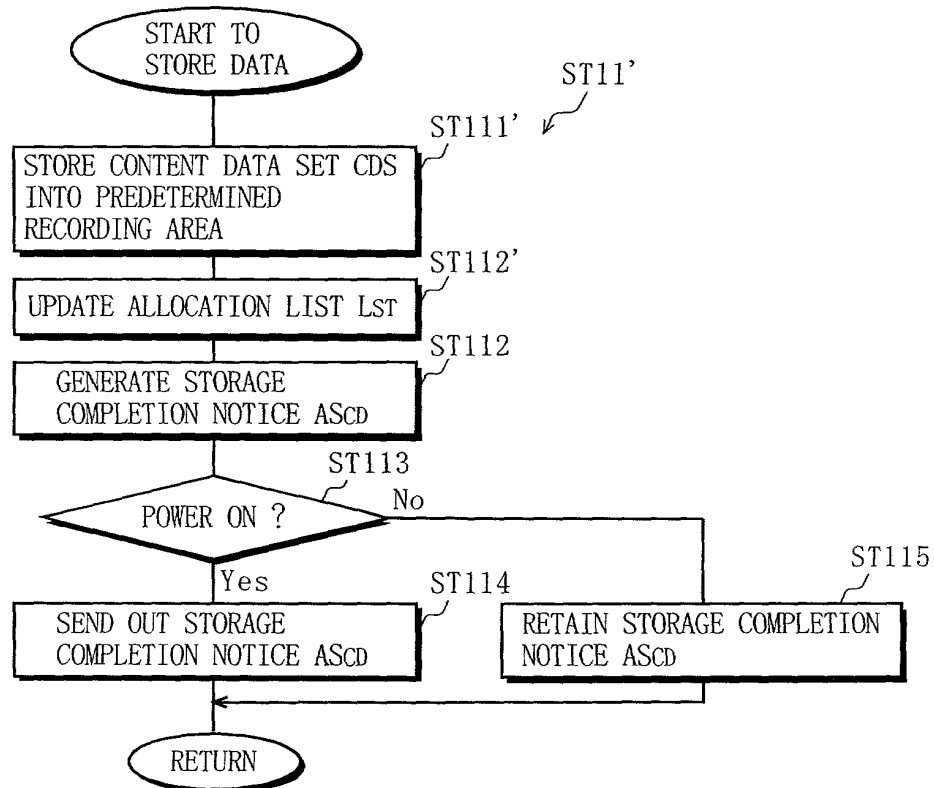 START TO
STORE DATA
ST11'
ST111'
STORE CONTENT DATA SET CDS
INTO PREDETERMINED
RECORDING AREA
ST112'
UPDATE ALLOCATION LIST LST
ST112
GENERATE STORAGE
COMPLETION NOTICE ASCD
ST113
POWER ON ?
No
Yes
ST114
SEND OUT STORAGE
COMPLETION NOTICE ASCD
ST115
RETAIN STORAGE COMPLETION
NOTICE ASCD
RETURN